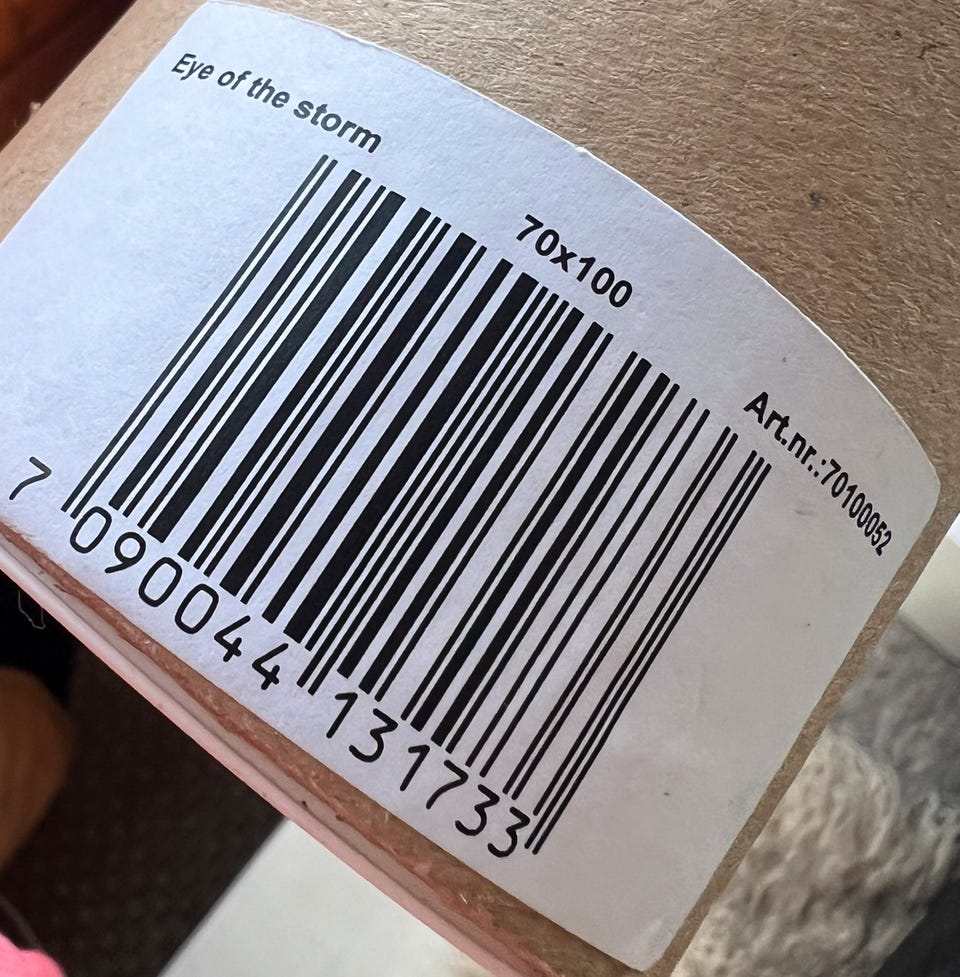 Eye of the storm
70x100
Art.nr.:70100052
7 090044 131733